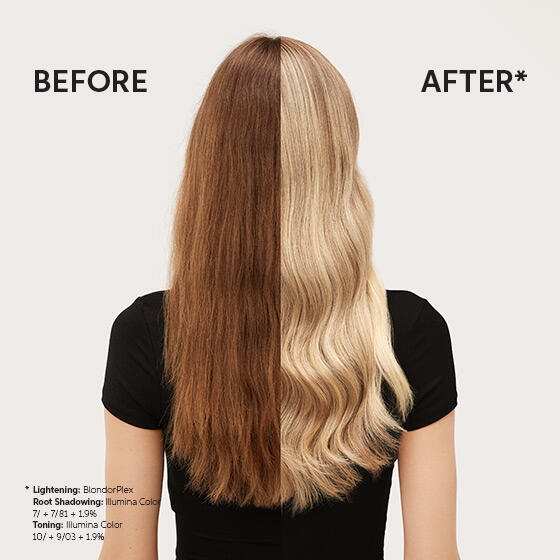 BEFORE
AFTER*
* Lightening: BlondorPlex
Root Shadowing: Illumina Color
7/ + 7/81 + 1.9%
Toning: Illumina Color
10/ + 9/03 + 1.9%